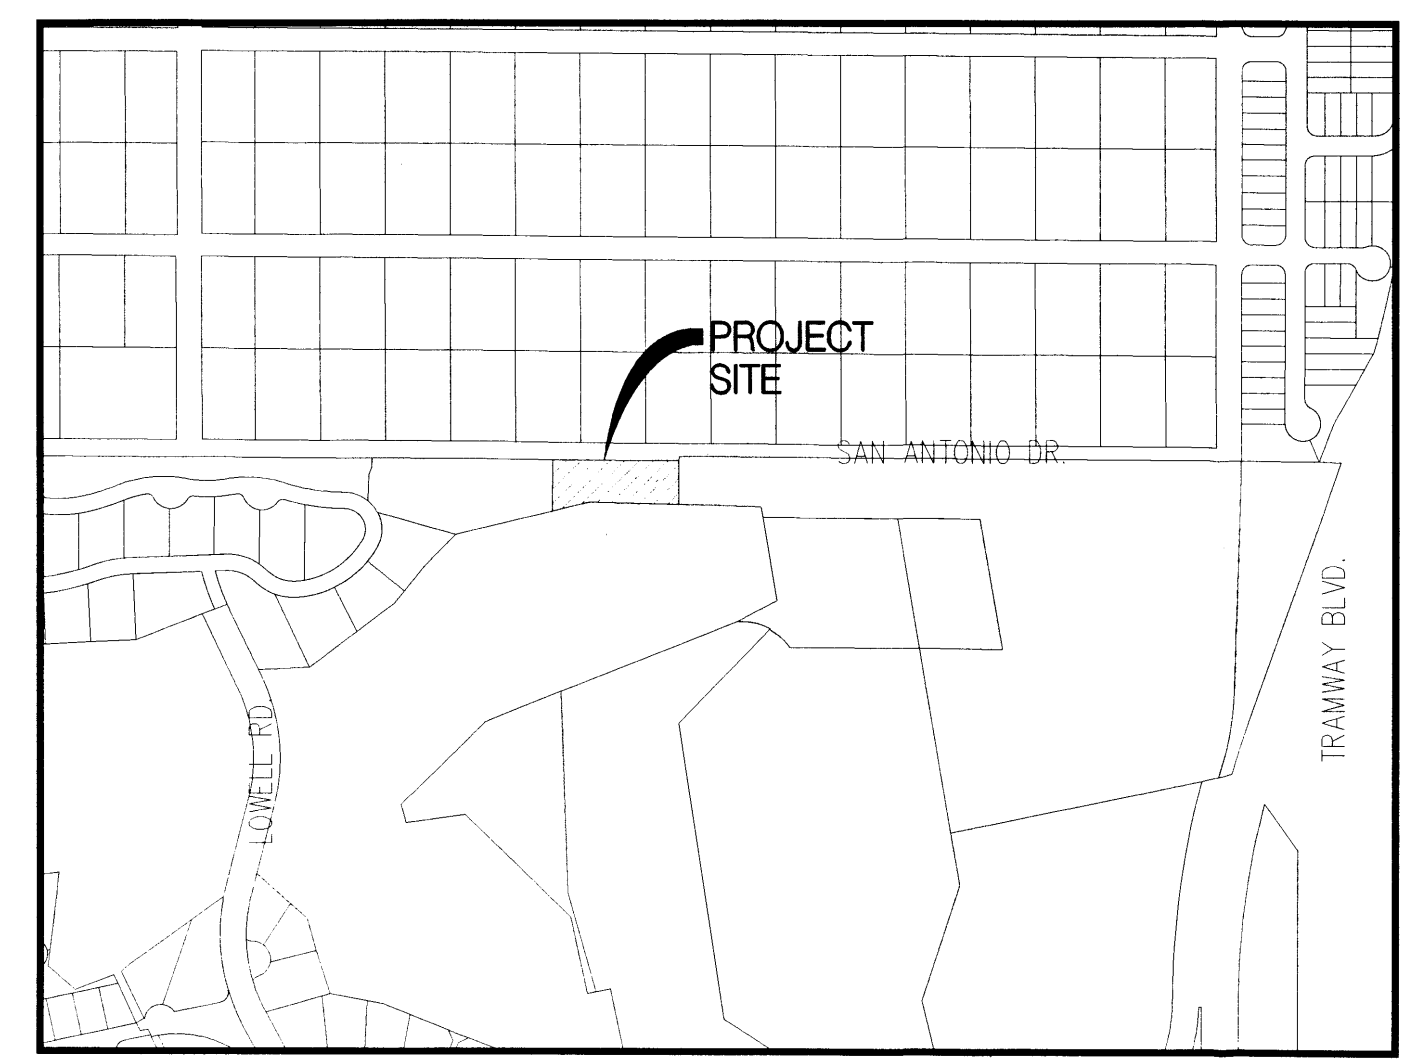 PROJECT
SITE
SAN ANTONIO DR.
TRAMWAY BLVD.
LOWELL RD.